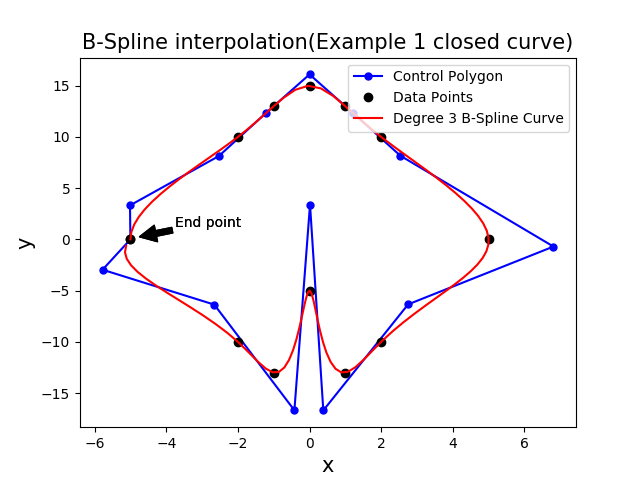 B-Spline interpolation(Example 1 closed curve)
Control Polygon
Data Points
Degree 3 B-Spline Curve
End point
y
15
10
5
0
−5
−10
−15
−6
−4
−2
0
2
4
6
x